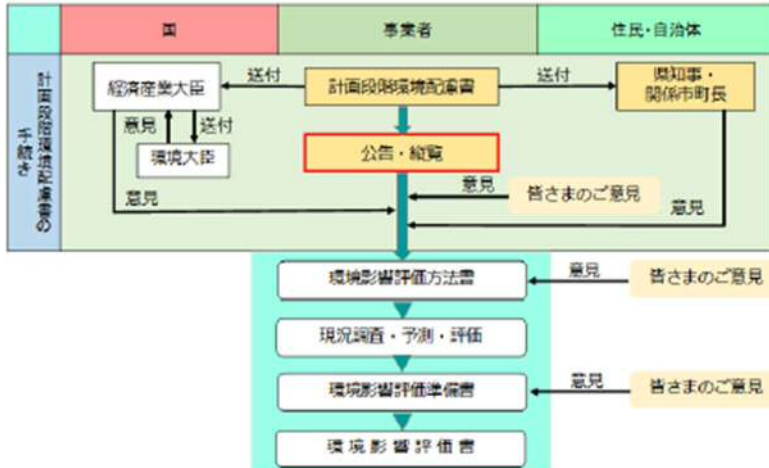 国
事業者
住民・自治体
計画段階環境配慮書の
手続き
経済産業大臣
送付
計画段階環境配慮書
送付
県知事・
関係市町長
意見
送付
環境大臣
公告・縦覧
意見
皆さまのご意見
意見
意見
環境影響評価方法書
意見
皆さまのご意見
現況調査・予測・評価
環境影響評価準備書
意見
皆さまのご意見
環境影響評価書